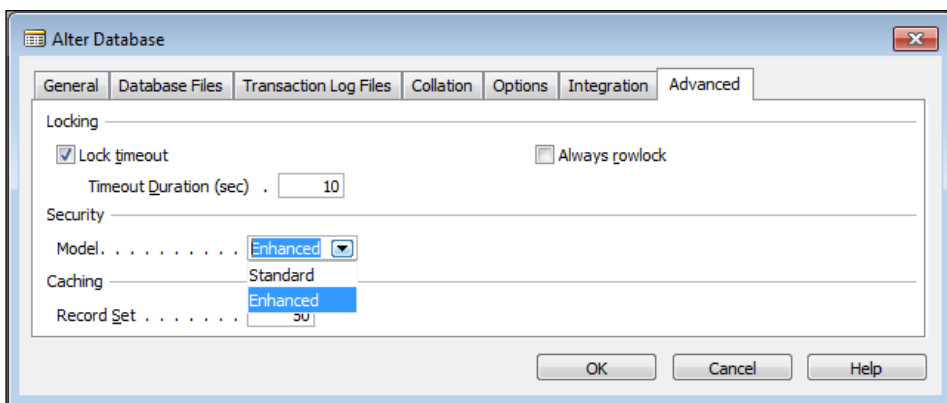 Alter Database
General Database Files Transaction Log Files Collation Options Integration Advanced
Locking
Lock timeout Always rowlock
Timeout Duration (sec) . 10
Security
Model. . . . . . . . . . Enhanced
Standard
Caching
Enhanced
Record Set . . . . . . . 50
OK Cancel Help